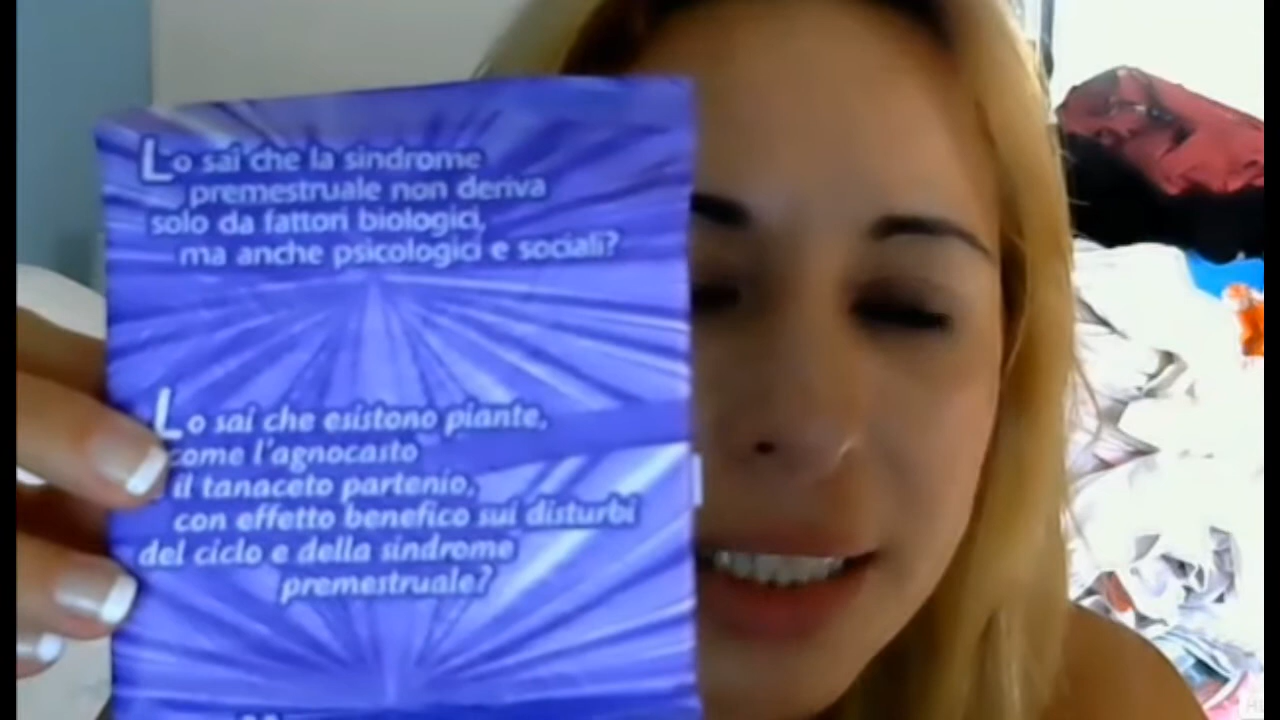 Lo sai che la sindrome
premestruale non deriva
solo da fattori biologici,
ma anche psicologici e sociali?
Lo sai che esistono piante,
come l'agnocasto
il tanaceto partenio,
con effetto benefico sui disturbi
del ciclo e della sindrome
premestruale?